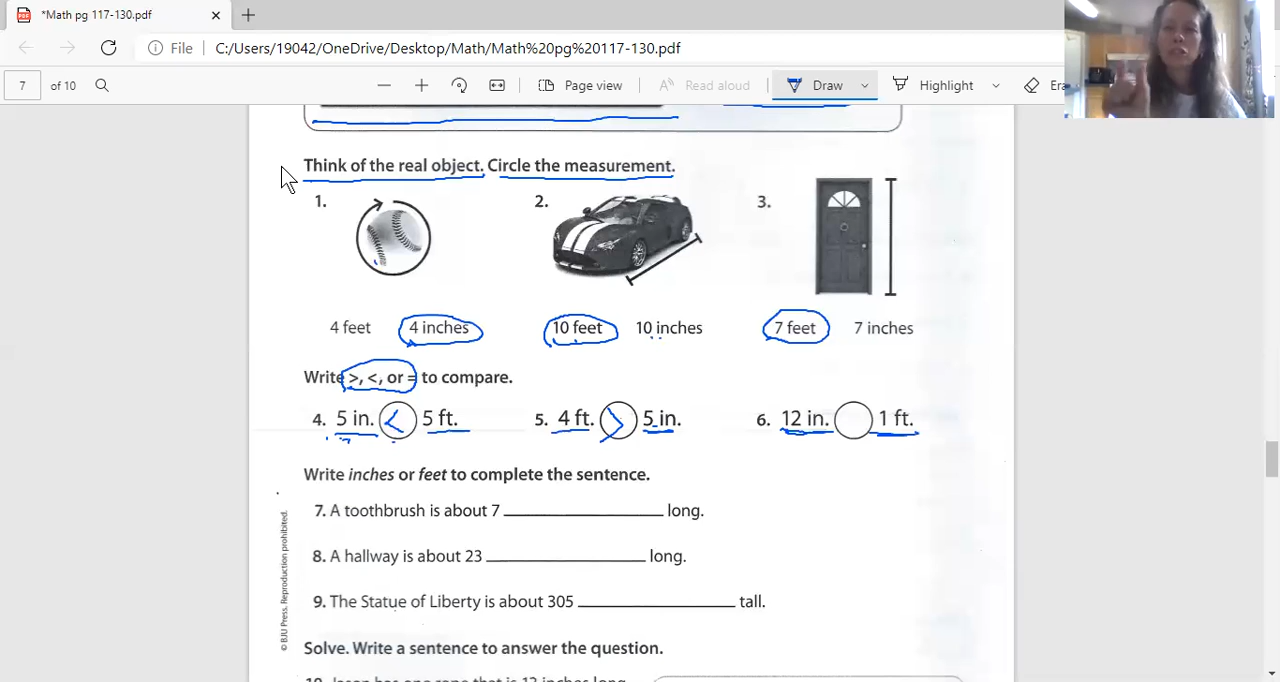 *Math pg 117-130.pdf
File C:/Users/19042/OneDrive/Desktop/Math/Math%20pg%20117-130.pdf
7 of 10 Page view Read aloud Draw Highlight
Think of the real object. Circle the measurement.
1. 2. 3.
4 feet 4 inches 10 feet 10 inches 7 feet 7 inches
Write >, <, or = to compare.
4. 5 in. < 5 ft. 5. 4 ft. > 5 in. 6. 12 in. 1 ft.
Write inches or feet to complete the sentence.
7. A toothbrush is about 7 ____ long.
8. A hallway is about 23 ____ long.
9. The Statue of Liberty is about 305 ____ tall.
© BJU Press. Reproduction prohibited.
Solve. Write a sentence to answer the question.